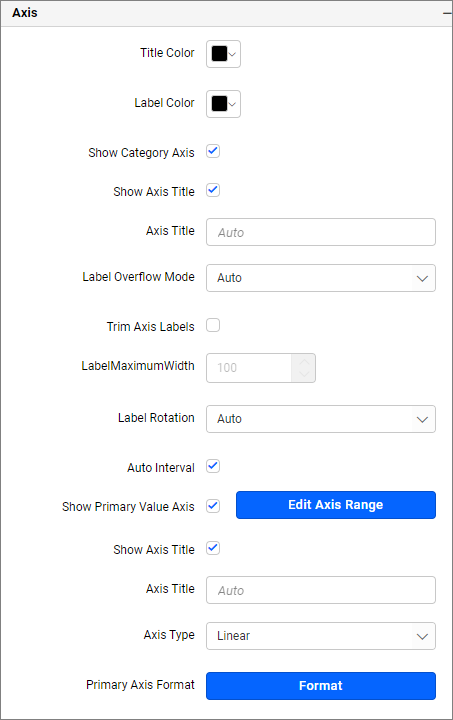 Axis
Title Color
Label Color
Show Category Axis
Show Axis Title
Axis Title Auto
Label Overflow Mode Auto
Trim Axis Labels
LabelMaximumWidth 100
Label Rotation Auto
Auto Interval
Show Primary Value Axis Edit Axis Range
Show Axis Title
Axis Title Auto
Axis Type Linear
Primary Axis Format Format